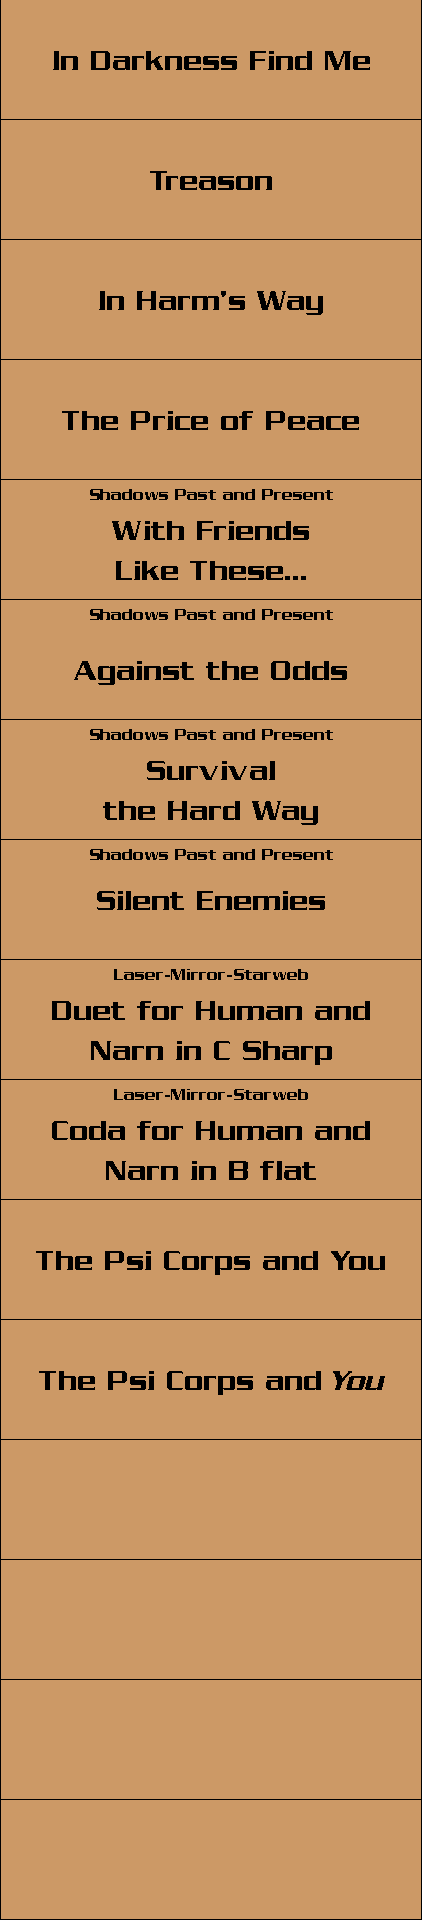 In Darkness Find Me
Treason
In Harm's Way
The Price of Peace
Shadows Past and Present
With Friends
Like These...
Shadows Past and Present
Against the Odds
Shadows Past and Present
Survival
the Hard Way
Shadows Past and Present
Silent Enemies
Laser-Mirror-Starweb
Duet for Human and
Narn in C Sharp
Laser-Mirror-Starweb
Coda for Human and
Narn in B flat
The Psi Corps and You
The Psi Corps and You